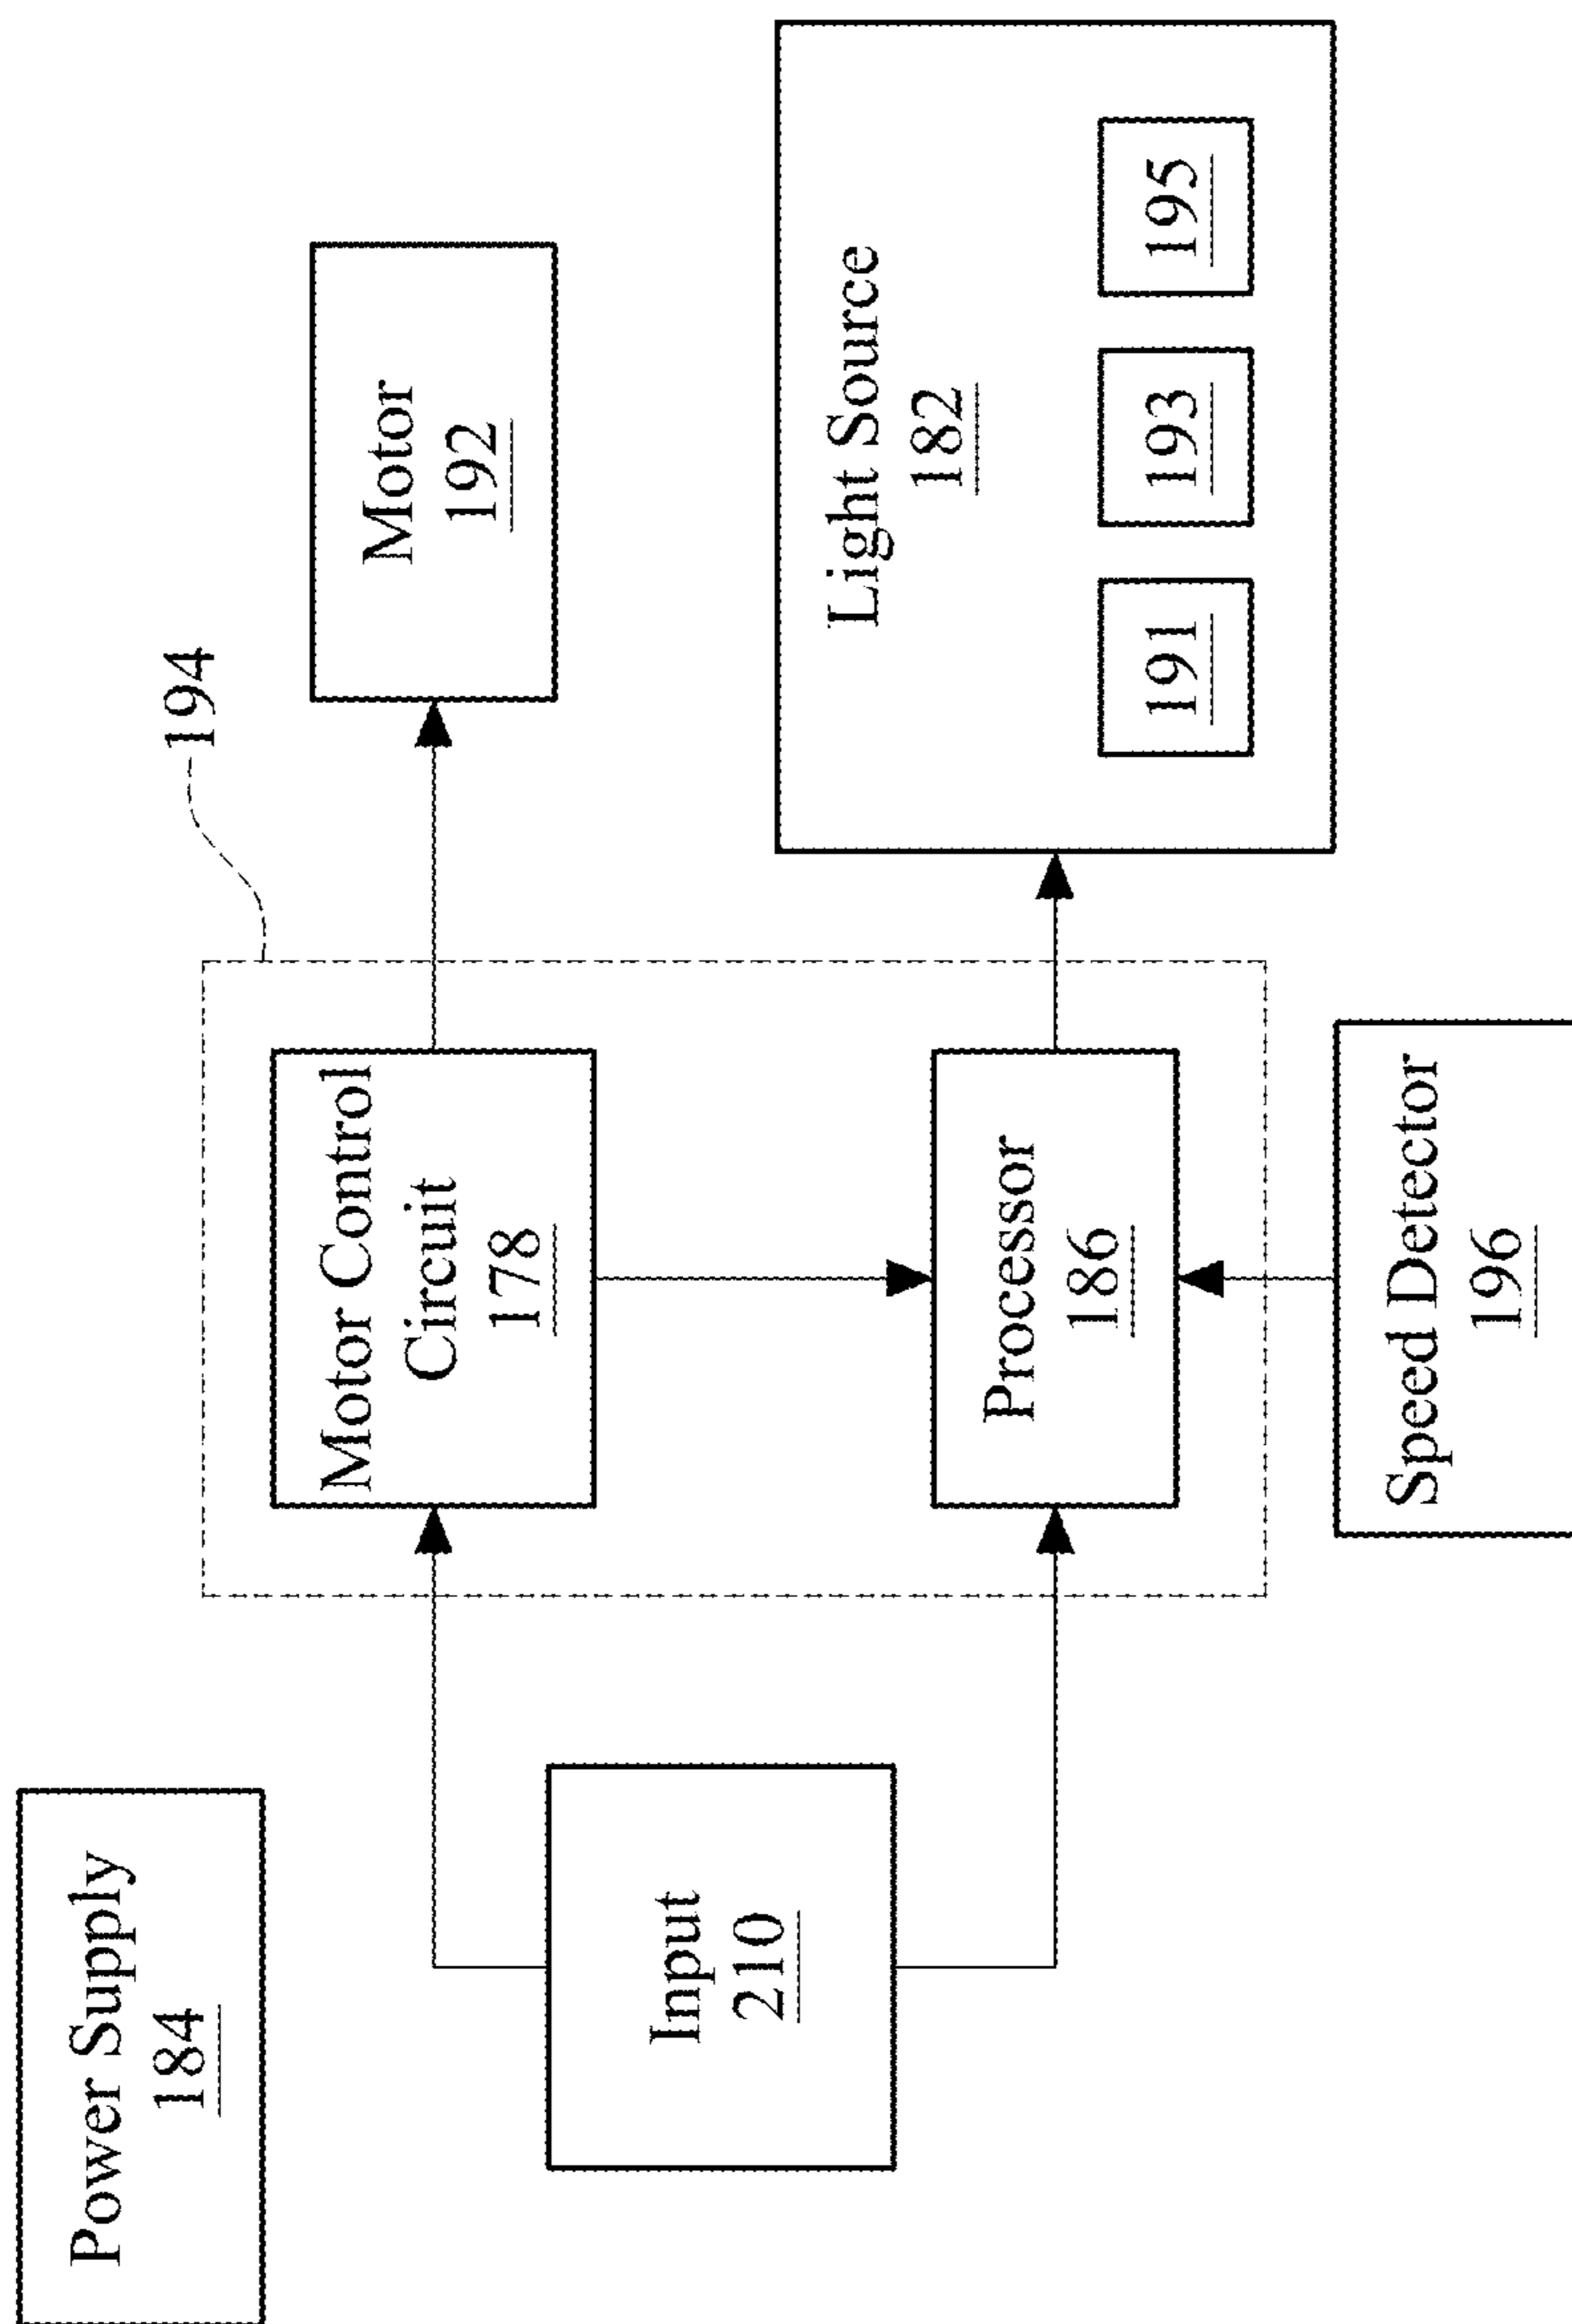 Power Supply
184
194
Motor Control
Circuit
178
Motor
192
Input
210
Processor
186
Light Source
182
191
193
195
Speed Detector
196